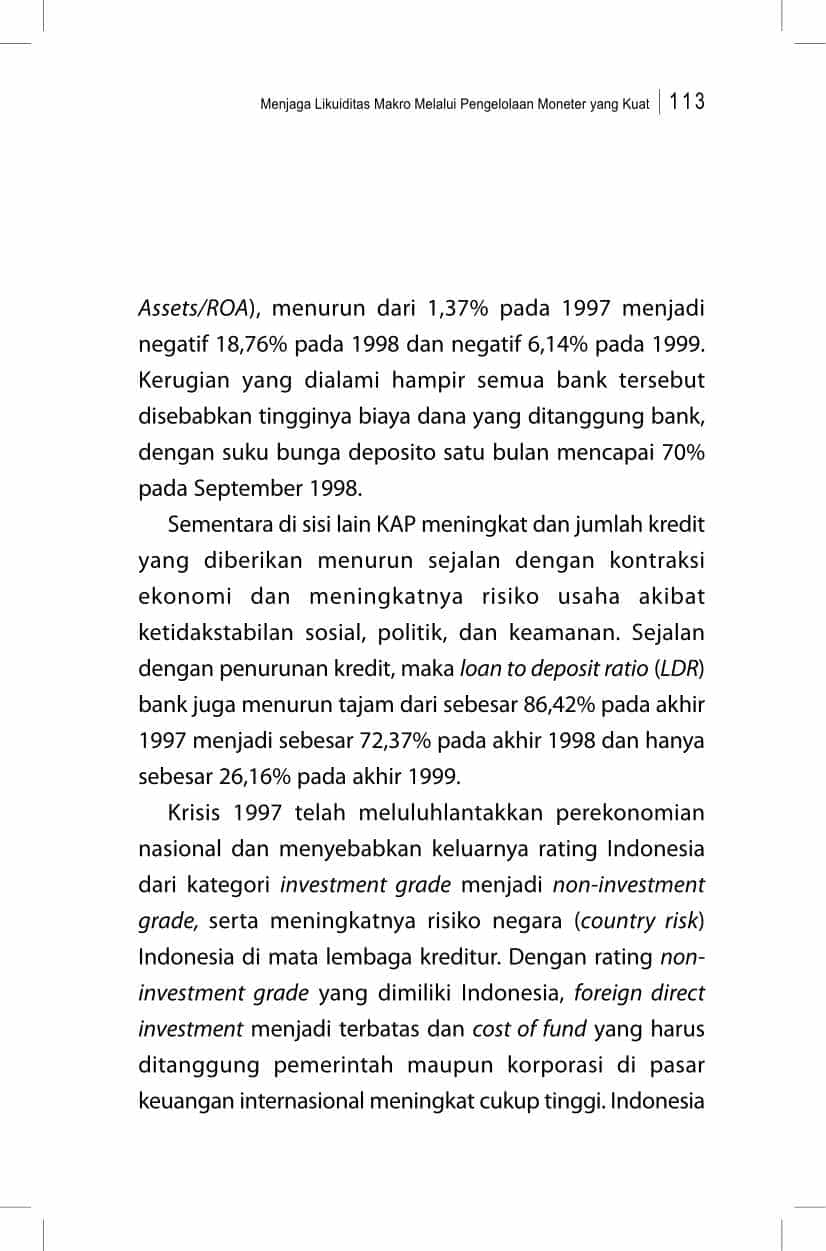 Menjaga Likuiditas Makro Melalui Pengelolaan Moneter yang Kuat 113
Assets/ROA), menurun dari 1,37% pada 1997 menjadi
negatif 18,76% pada 1998 dan negatif 6,14% pada 1999.
Kerugian yang dialami hampir semua bank tersebut
disebabkan tingginya biaya dana yang ditanggung bank,
dengan suku bunga deposito satu bulan mencapai 70%
pada September 1998.
Sementara di sisi lain KAP meningkat dan jumlah kredit
yang diberikan menurun sejalan dengan kontraksi
ekonomi dan meningkatnya risiko usaha akibat
ketidakstabilan sosial, politik, dan keamanan. Sejalan
dengan penurunan kredit, maka loan to deposit ratio (LDR)
bank juga menurun tajam dari sebesar 86,42% pada akhir
1997 menjadi sebesar 72,37% pada akhir 1998 dan hanya
sebesar 26,16% pada akhir 1999.
Krisis 1997 telah meluluhlantakkan perekonomian
nasional dan menyebabkan keluarnya rating Indonesia
dari kategori investment grade menjadi non-investment
grade, serta meningkatnya risiko negara (country risk)
Indonesia di mata lembaga kreditur. Dengan rating non-
investment grade yang dimiliki Indonesia, foreign direct
investment menjadi terbatas dan cost of fund yang harus
ditanggung pemerintah maupun korporasi di pasar
keuangan internasional meningkat cukup tinggi. Indonesia